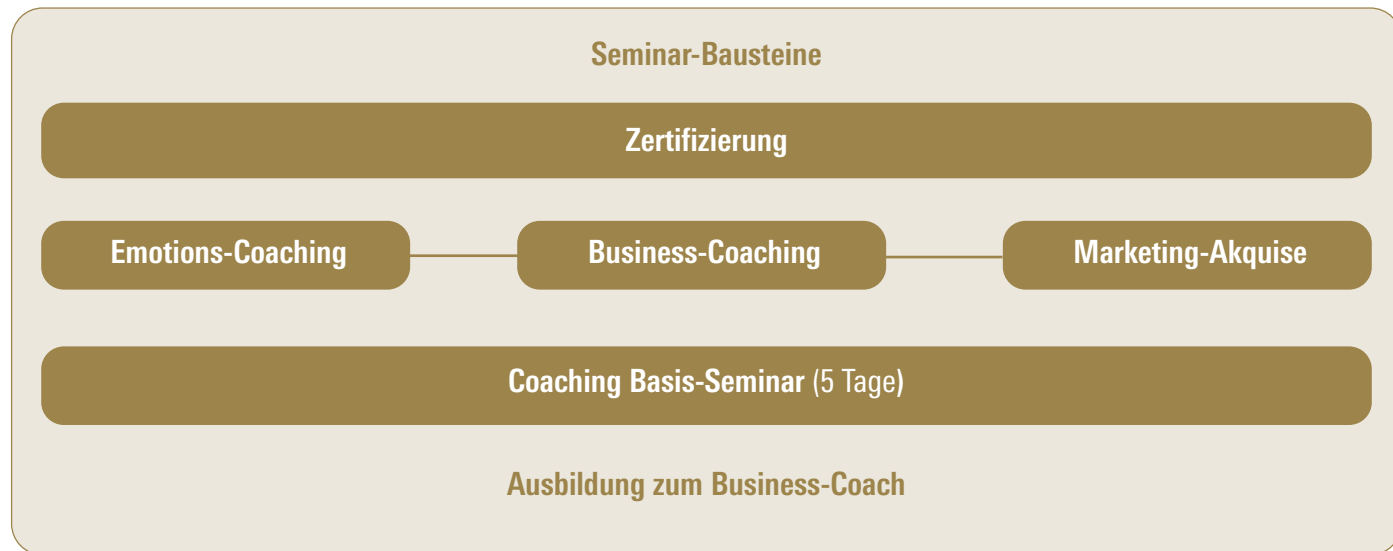 Seminar-Bausteine
Zertifizierung
Emotions-Coaching
Business-Coaching
Marketing-Akquise
Coaching Basis-Seminar (5 Tage)
Ausbildung zum Business-Coach